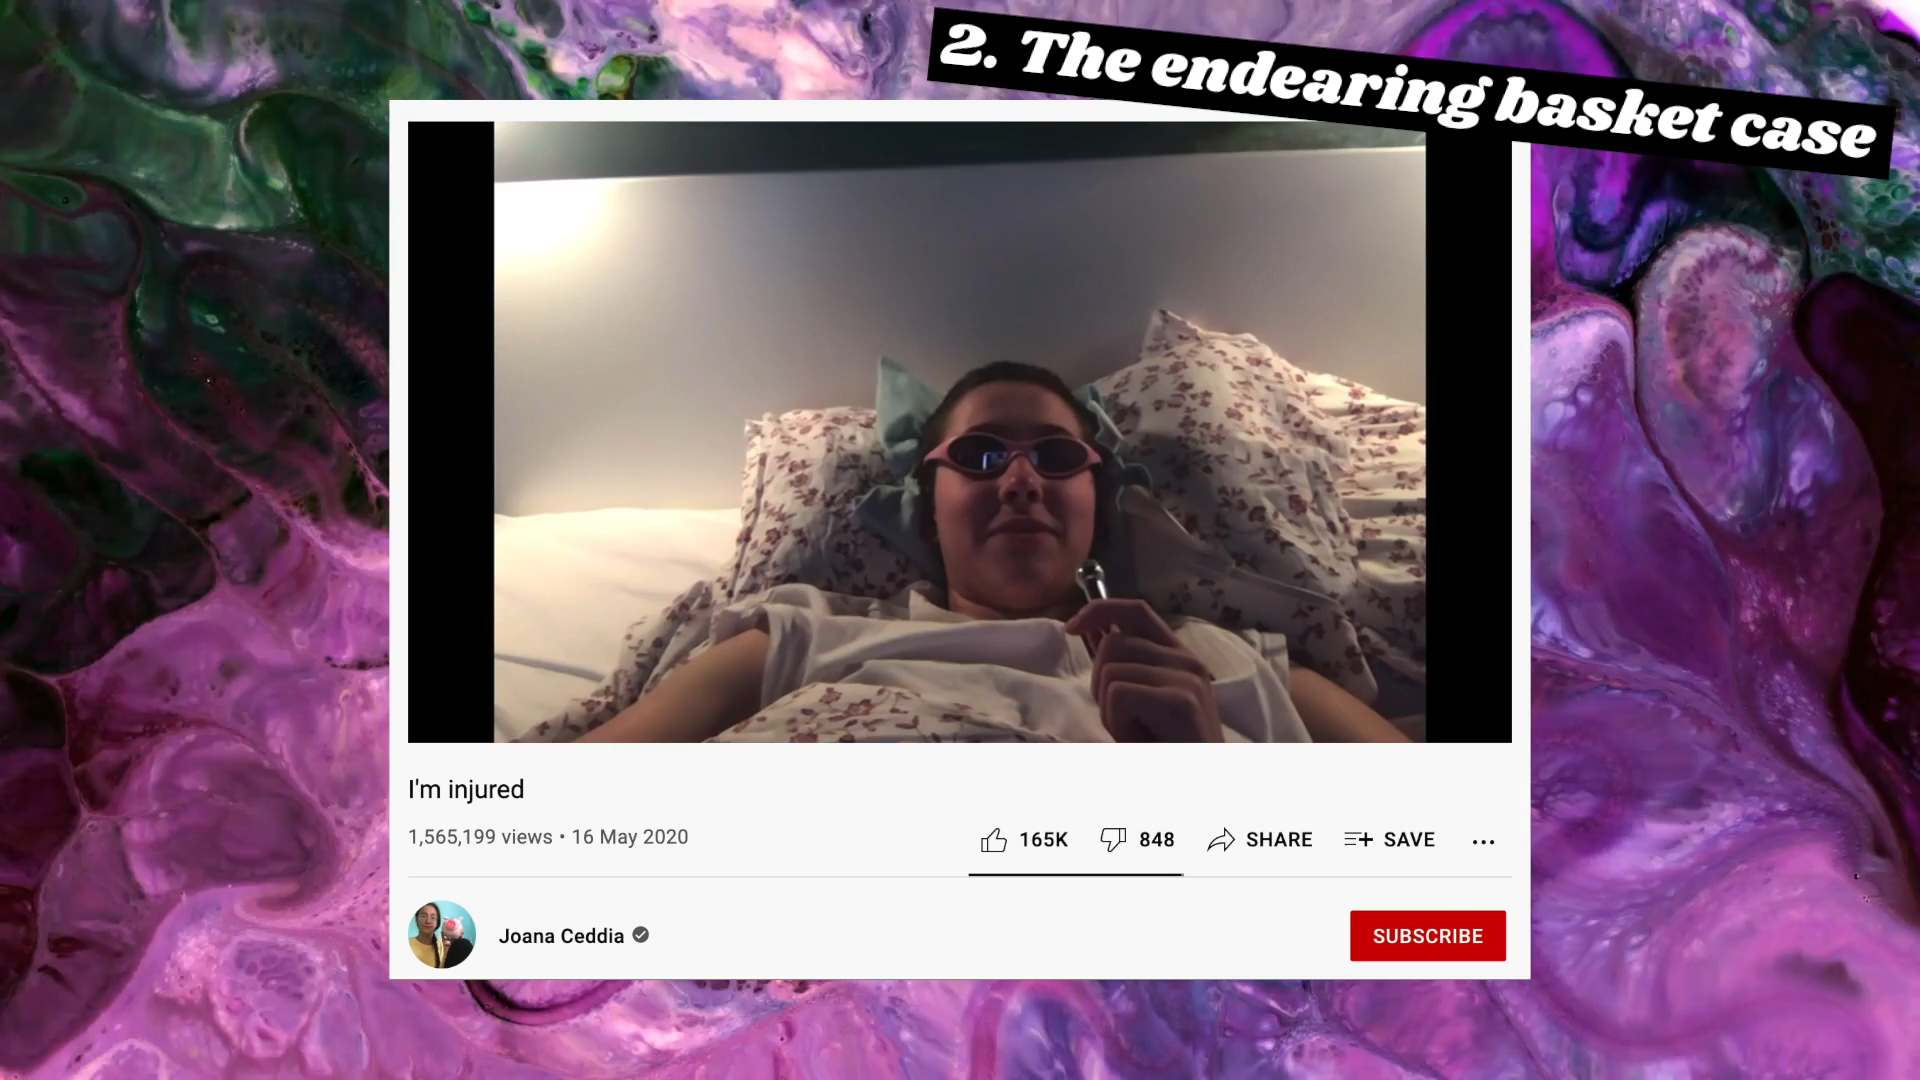 2. The endearing basket case
I'm injured
1,565,199 views • 16 May 2020
165K
848
SHARE
SAVE
Joana Ceddia
SUBSCRIBE